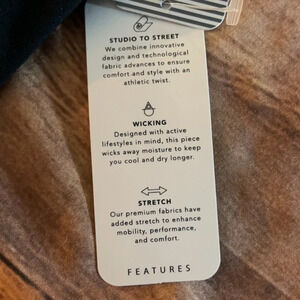 STUDIO TO STREET
We combine innovative
design and technological
fabric advances to ensure
comfort and style with an
athletic twist.
WICKING
Designed with active
lifestyles in mind, this piece
wicks away moisture to keep
you cool and dry longer.
STRETCH
Our premium fabrics have
added stretch to enhance
mobility, performance,
and comfort.
FEATURES